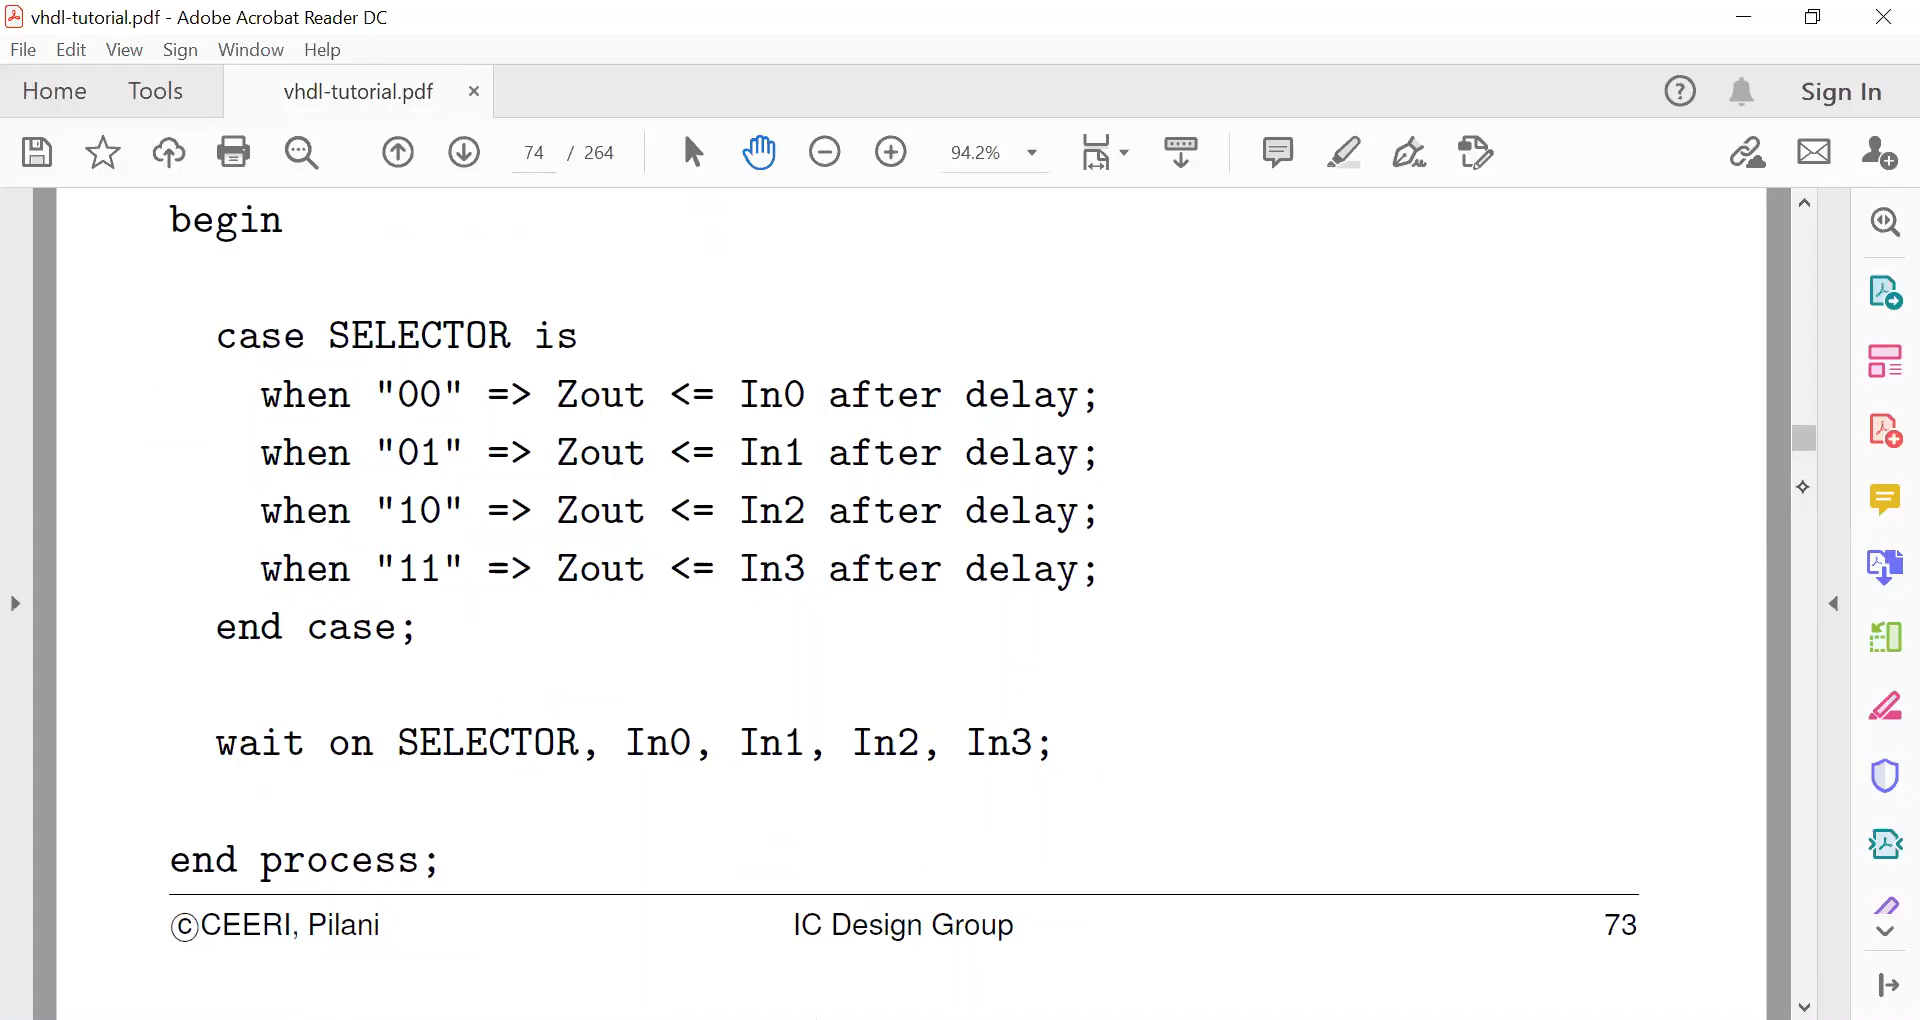 vhdl-tutorial.pdf - Adobe Acrobat Reader DC
File Edit View Sign Window Help
Home Tools vhdl-tutorial.pdf × Sign In
74 / 264 94.2%
begin
case SELECTOR is
when "00" => Zout <= In0 after delay;
when "01" => Zout <= In1 after delay;
when "10" => Zout <= In2 after delay;
when "11" => Zout <= In3 after delay;
end case;
wait on SELECTOR, In0, In1, In2, In3;
end process;
©CEERI, Pilani IC Design Group 73